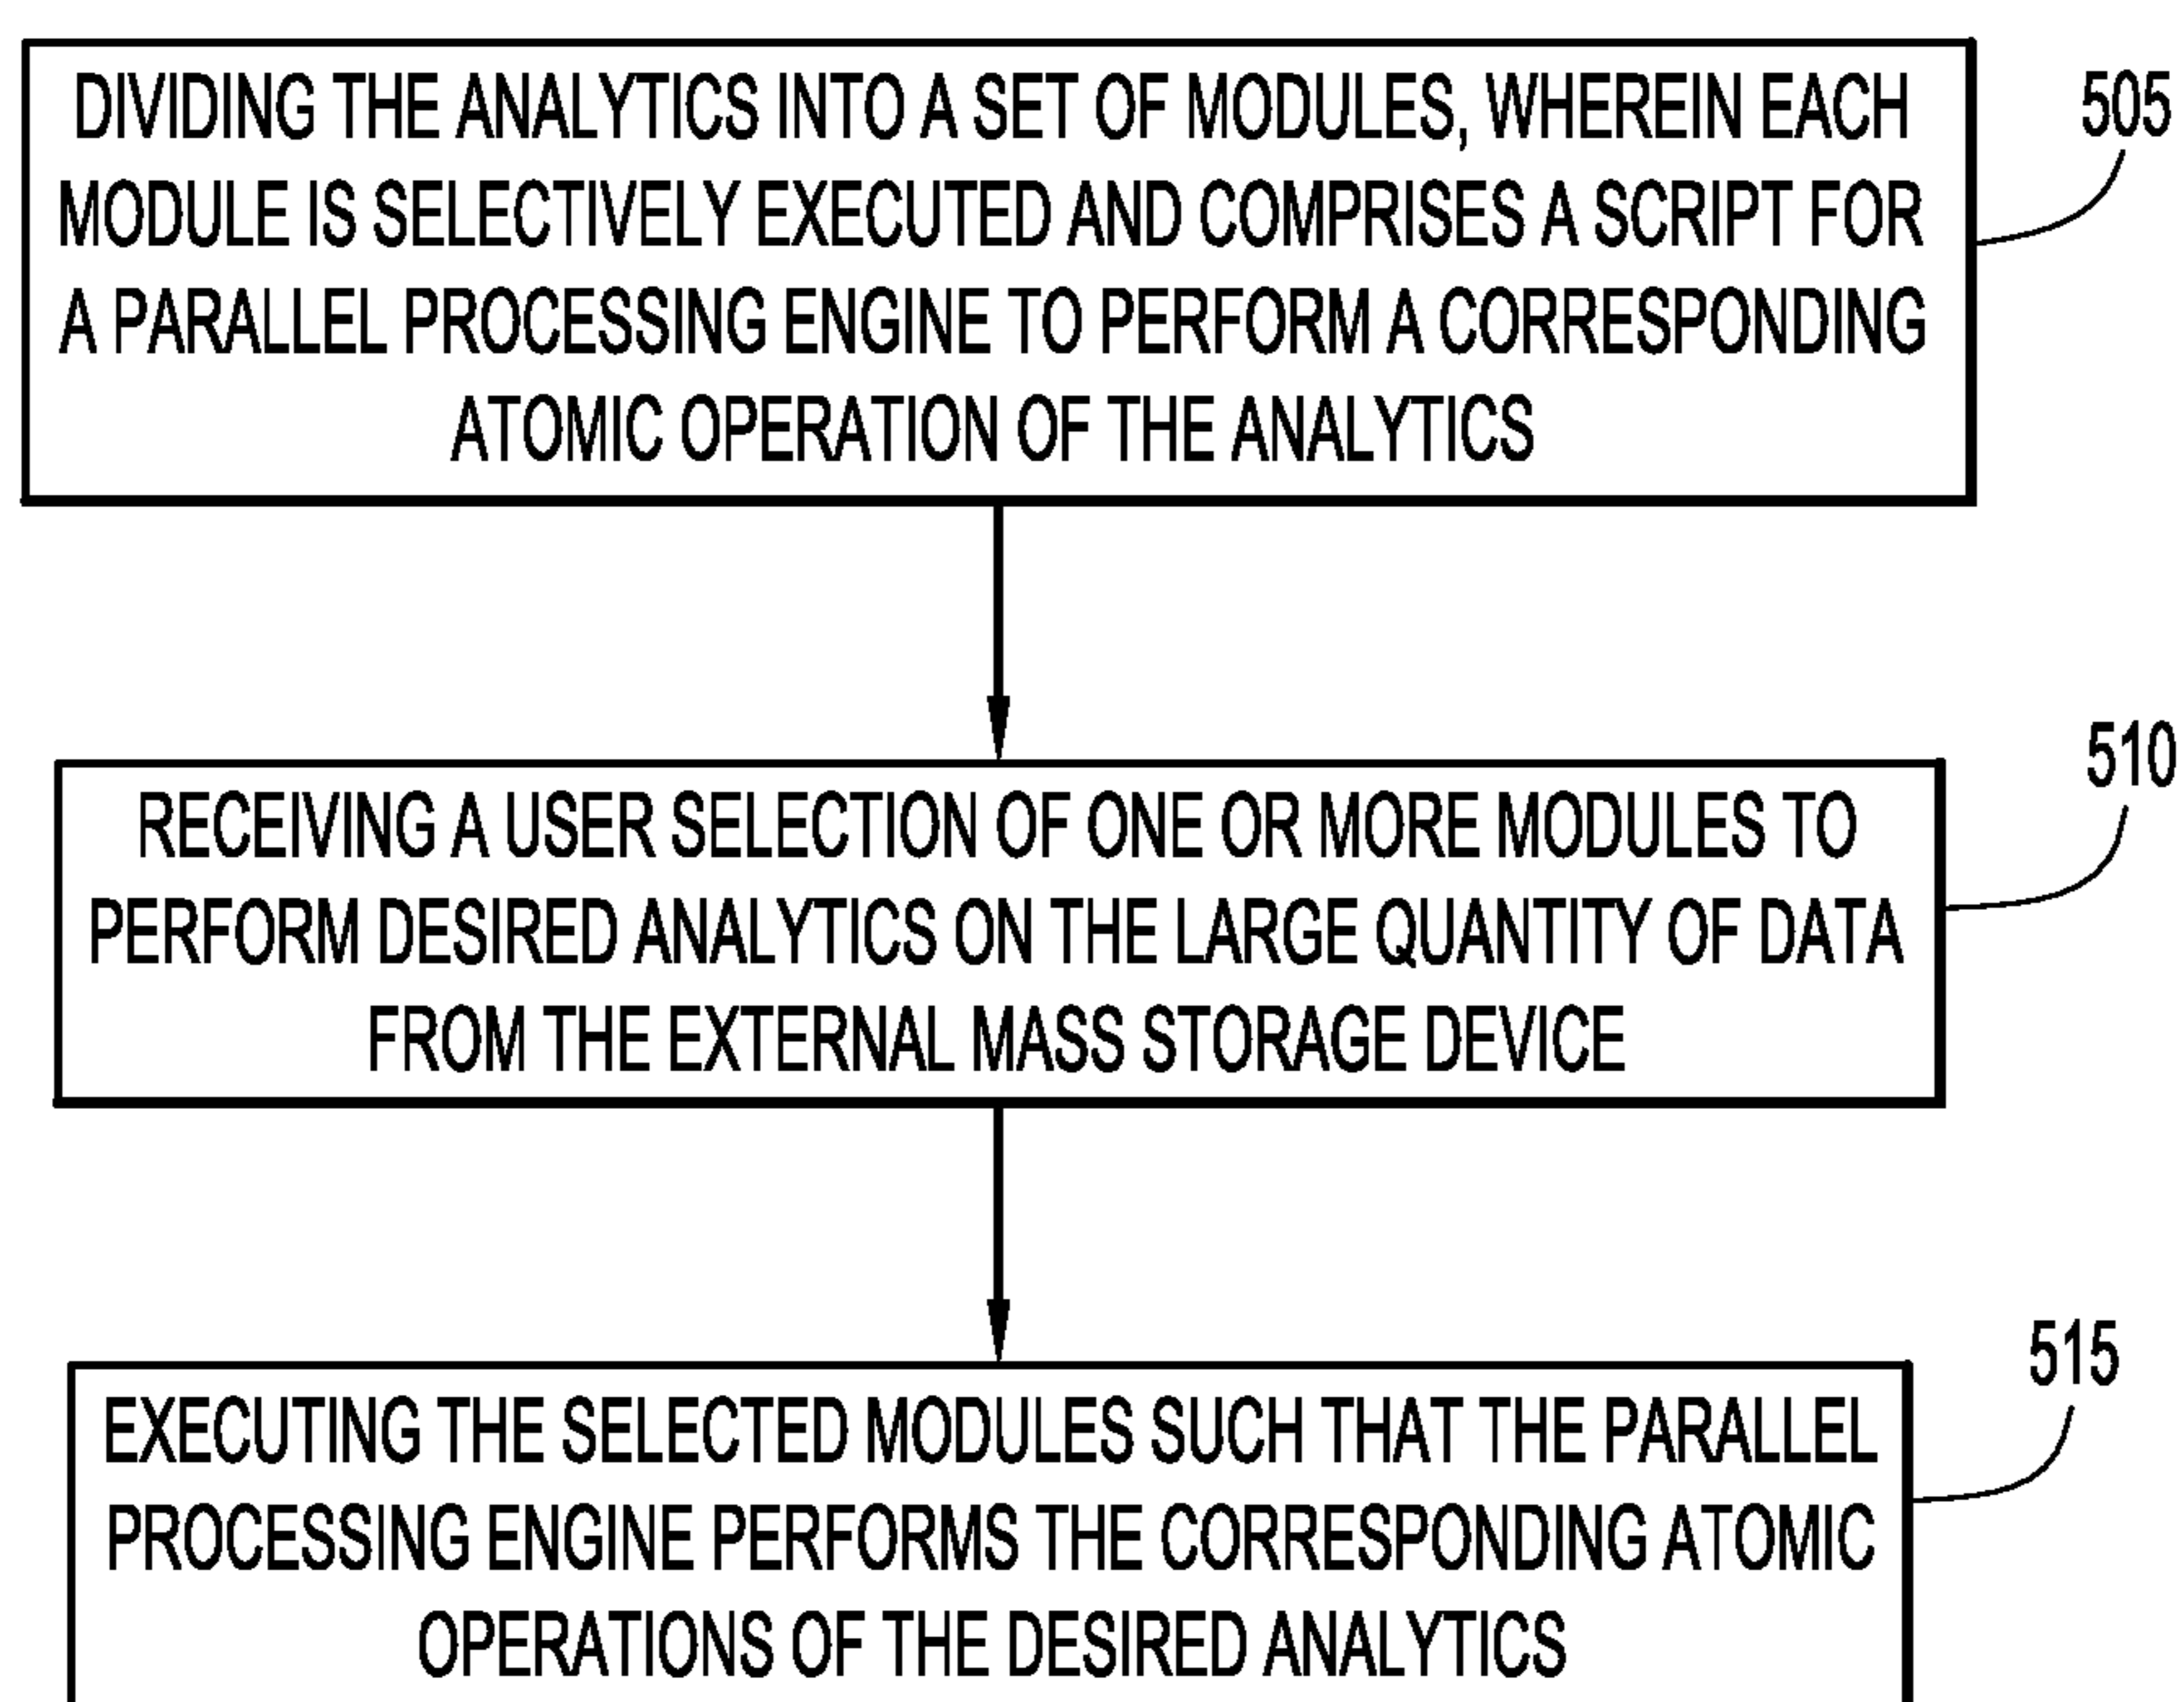 DIVIDING THE ANALYTICS INTO A SET OF MODULES, WHEREIN EACH
MODULE IS SELECTIVELY EXECUTED AND COMPRISES A SCRIPT FOR
A PARALLEL PROCESSING ENGINE TO PERFORM A CORRESPONDING
ATOMIC OPERATION OF THE ANALYTICS
505
RECEIVING A USER SELECTION OF ONE OR MORE MODULES TO
PERFORM DESIRED ANALYTICS ON THE LARGE QUANTITY OF DATA
FROM THE EXTERNAL MASS STORAGE DEVICE
510
EXECUTING THE SELECTED MODULES SUCH THAT THE PARALLEL
PROCESSING ENGINE PERFORMS THE CORRESPONDING ATOMIC
OPERATIONS OF THE DESIRED ANALYTICS
515